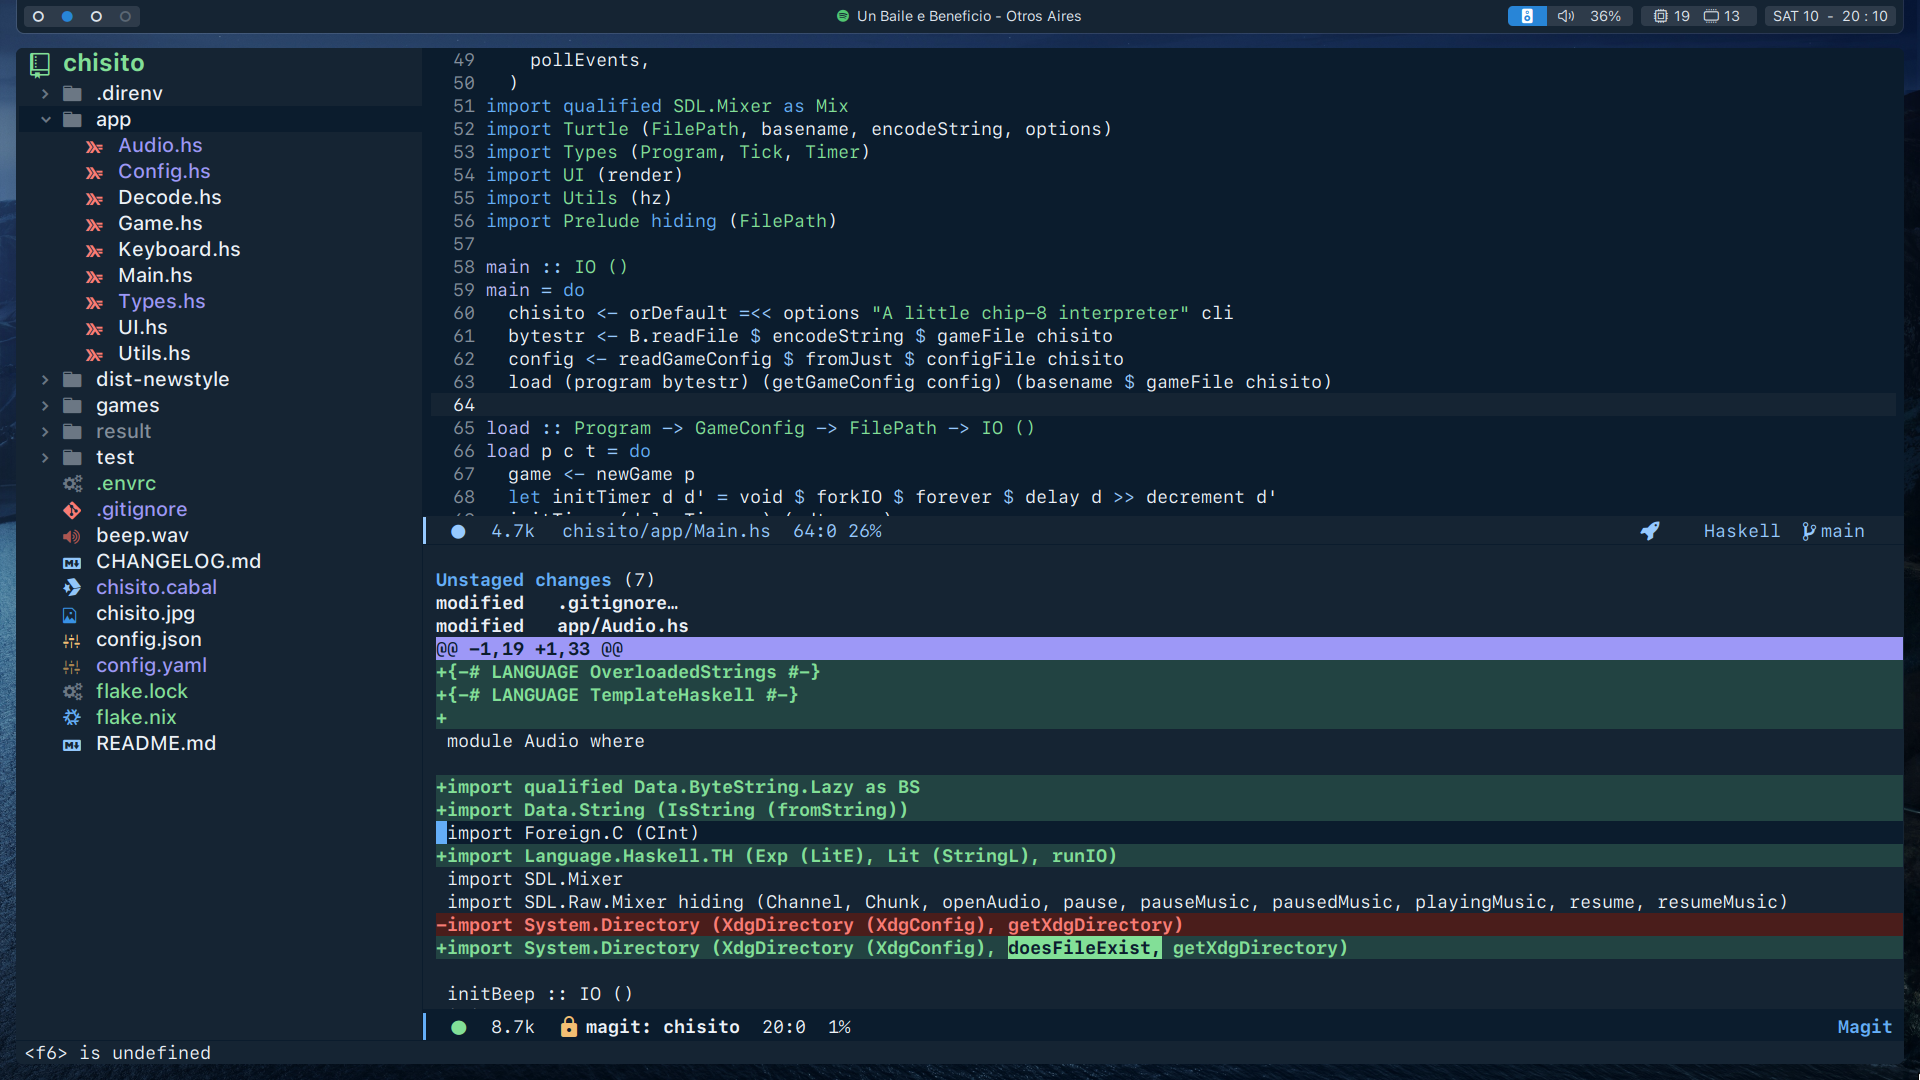 Un Baile e Beneficio - Otros Aires
36%
19
13
SAT 10 - 20 : 10
chisito
.direnv
app
Audio.hs
Config.hs
Decode.hs
Game.hs
Keyboard.hs
Main.hs
Types.hs
UI.hs
Utils.hs
dist-newstyle
games
result
test
.envrc
.gitignore
beep.wav
CHANGELOG.md
chisito.cabal
chisito.jpg
config.json
config.yaml
flake.lock
flake.nix
README.md
49 pollEvents,
50 )
51 import qualified SDL.Mixer as Mix
52 import Turtle (FilePath, basename, encodeString, options)
53 import Types (Program, Tick, Timer)
54 import UI (render)
55 import Utils (hz)
56 import Prelude hiding (FilePath)
57
58 main :: IO ()
59 main = do
60 chisito <- orDefault =<< options "A little chip-8 interpreter" cli
61 bytestr <- B.readFile $ encodeString $ gameFile chisito
62 config <- readGameConfig $ fromJust $ configFile chisito
63 load (program bytestr) (getGameConfig config) (basename $ gameFile chisito)
64
65 load :: Program -> GameConfig -> FilePath -> IO ()
66 load p c t = do
67 game <- newGame p
68 let initTimer d d' = void $ forkIO $ forever $ delay d >> decrement d'
4.7k chisito/app/Main.hs 64:0 26% Haskell main
Unstaged changes (7)
modified .gitignore…
modified app/Audio.hs
@@ -1,19 +1,33 @@
+{-# LANGUAGE OverloadedStrings #-}
+{-# LANGUAGE TemplateHaskell #-}
+
module Audio where
+import qualified Data.ByteString.Lazy as BS
+import Data.String (IsString (fromString))
import Foreign.C (CInt)
+import Language.Haskell.TH (Exp (LitE), Lit (StringL), runIO)
import SDL.Mixer
import SDL.Raw.Mixer hiding (Channel, Chunk, openAudio, pause, pauseMusic, pausedMusic, playingMusic, resume, resumeMusic)
-import System.Directory (XdgDirectory (XdgConfig), getXdgDirectory)
+import System.Directory (XdgDirectory (XdgConfig), doesFileExist, getXdgDirectory)
initBeep :: IO ()
8.7k magit: chisito 20:0 1% Magit
<f6> is undefined